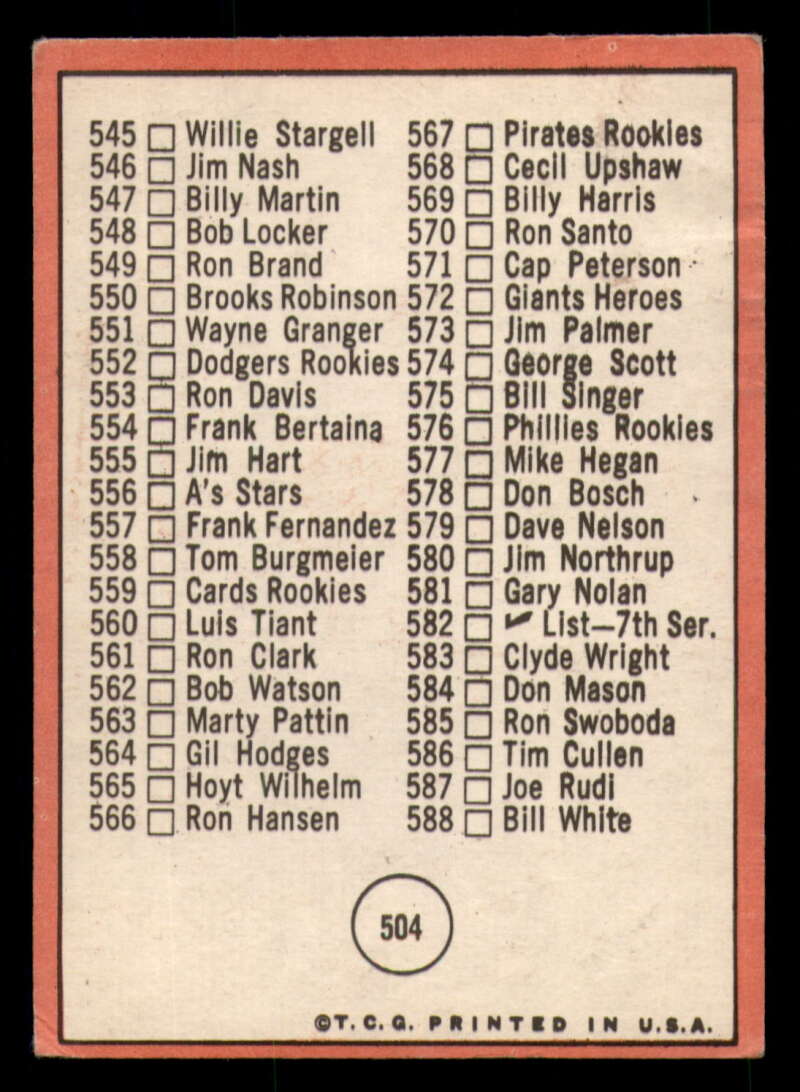 545 Willie Stargell
546 Jim Nash
547 Billy Martin
548 Bob Locker
549 Ron Brand
550 Brooks Robinson
551 Wayne Granger
552 Dodgers Rookies
553 Ron Davis
554 Frank Bertaina
555 Jim Hart
556 A's Stars
557 Frank Fernandez
558 Tom Burgmeier
559 Cards Rookies
560 Luis Tiant
561 Ron Clark
562 Bob Watson
563 Marty Pattin
564 Gil Hodges
565 Hoyt Wilhelm
566 Ron Hansen
567 Pirates Rookies
568 Cecil Upshaw
569 Billy Harris
570 Ron Santo
571 Cap Peterson
572 Giants Heroes
573 Jim Palmer
574 George Scott
575 Bill Singer
576 Phillies Rookies
577 Mike Hegan
578 Don Bosch
579 Dave Nelson
580 Jim Northrup
581 Gary Nolan
582 ✔ List–7th Ser.
583 Clyde Wright
584 Don Mason
585 Ron Swoboda
586 Tim Cullen
587 Joe Rudi
588 Bill White
504
©T.C.G. PRINTED IN U.S.A.